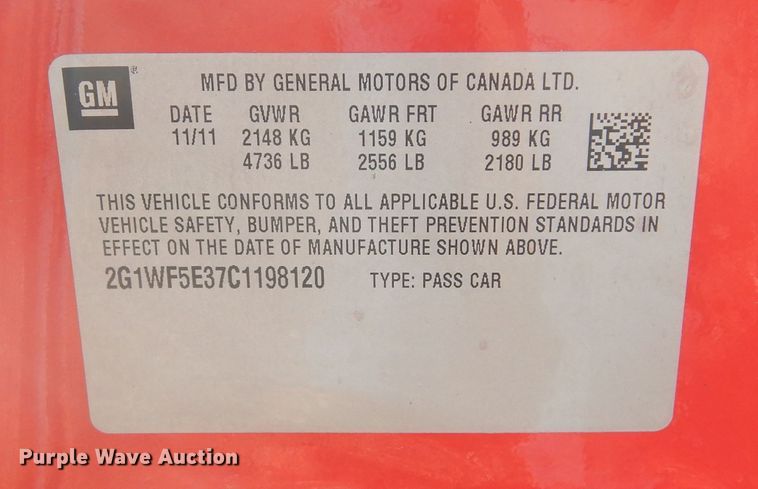 GM
MFD BY GENERAL MOTORS OF CANADA LTD.
DATE GVWR GAWR FRT GAWR RR
11/11 2148 KG 1159 KG 989 KG
4736 LB 2556 LB 2180 LB
THIS VEHICLE CONFORMS TO ALL APPLICABLE U.S. FEDERAL MOTOR
VEHICLE SAFETY, BUMPER, AND THEFT PREVENTION STANDARDS IN
EFFECT ON THE DATE OF MANUFACTURE SHOWN ABOVE.
2G1WF5E37C1198120 TYPE: PASS CAR
Purple Wave Auction